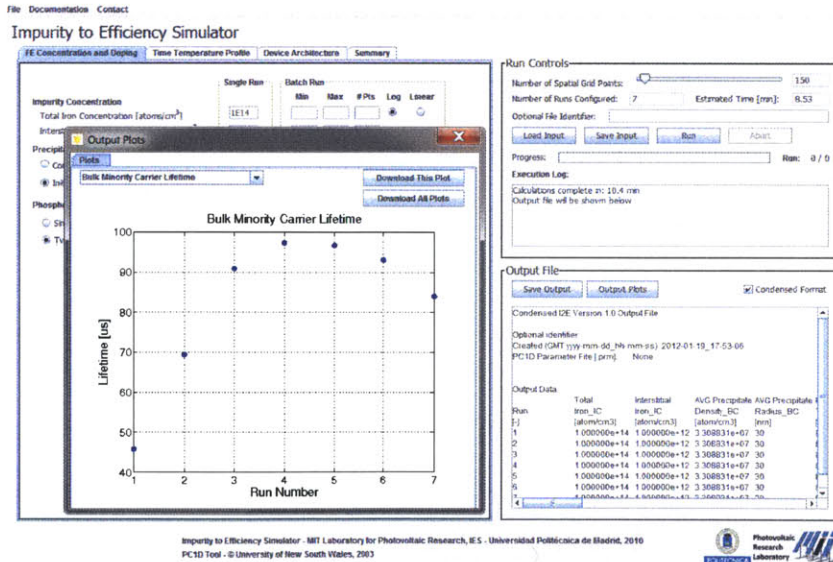 File Documentation Contact
Impurity to Efficiency Simulator
FE Concentration and Doping Time Temperature Profile Device Architecture Summary
Single Run Batch Run
Min Max # Pts Log Linear
Impurity Concentration
Total Iron Concentration [atoms/cm³] 1E14
Inters
Precipita
Co
Init
Phosph
Sin
Tv
Output Plots
Plots
Bulk Minority Carrier Lifetime
Download This Plot
Download All Plots
Bulk Minority Carrier Lifetime
Lifetime [us]
100
90
80
70
60
50
40
1 2 3 4 5 6 7
Run Number
Run Controls
Number of Spatial Grid Points: 150
Number of Runs Configured: 7 Estimated Time [mn]: 8.53
Optional File Identifier:
Load Input Save Input Run Abort
Progress: Run: 0 / 0
Execution Log:
Calculations complete in: 10.4 mn
Output file will be shown below
Output File
Save Output Output Plots Condensed Format
Condensed I2E Version 1.0 Output File
Optional identifier
Created (GMT yyyy-mm-dd_hh-mm-ss) 2012-01-19_17-53-06
PC1D Parameter File [.prm]. None
Output Data
Total Interstitial AVG Precipitate AVG Precipitate
Run Iron_IC Iron_IC Density_BC Radius_BC
[-] [atom/cm3] [atom/cm3] [atom/cm3] [nm]
1 1.000000e+14 1.000000e+12 3.308831e+07 30
2 1.000000e+14 1.000000e+12 3.308831e+07 30
3 1.000000e+14 1.000000e+12 3.308831e+07 30
4 1.000000e+14 1.000000e+12 3.308831e+07 30
5 1.000000e+14 1.000000e+12 3.308831e+07 30
6 1.000000e+14 1.000000e+12 3.308831e+07 30
Impurity to Efficiency Simulator - MIT Laboratory for Photovoltaic Research, IES - Universidad Politécnica de Madrid, 2010
PC1D Tool - © University of New South Wales, 2003
POLITÉCNICA
Photovoltaic
Research
Laboratory